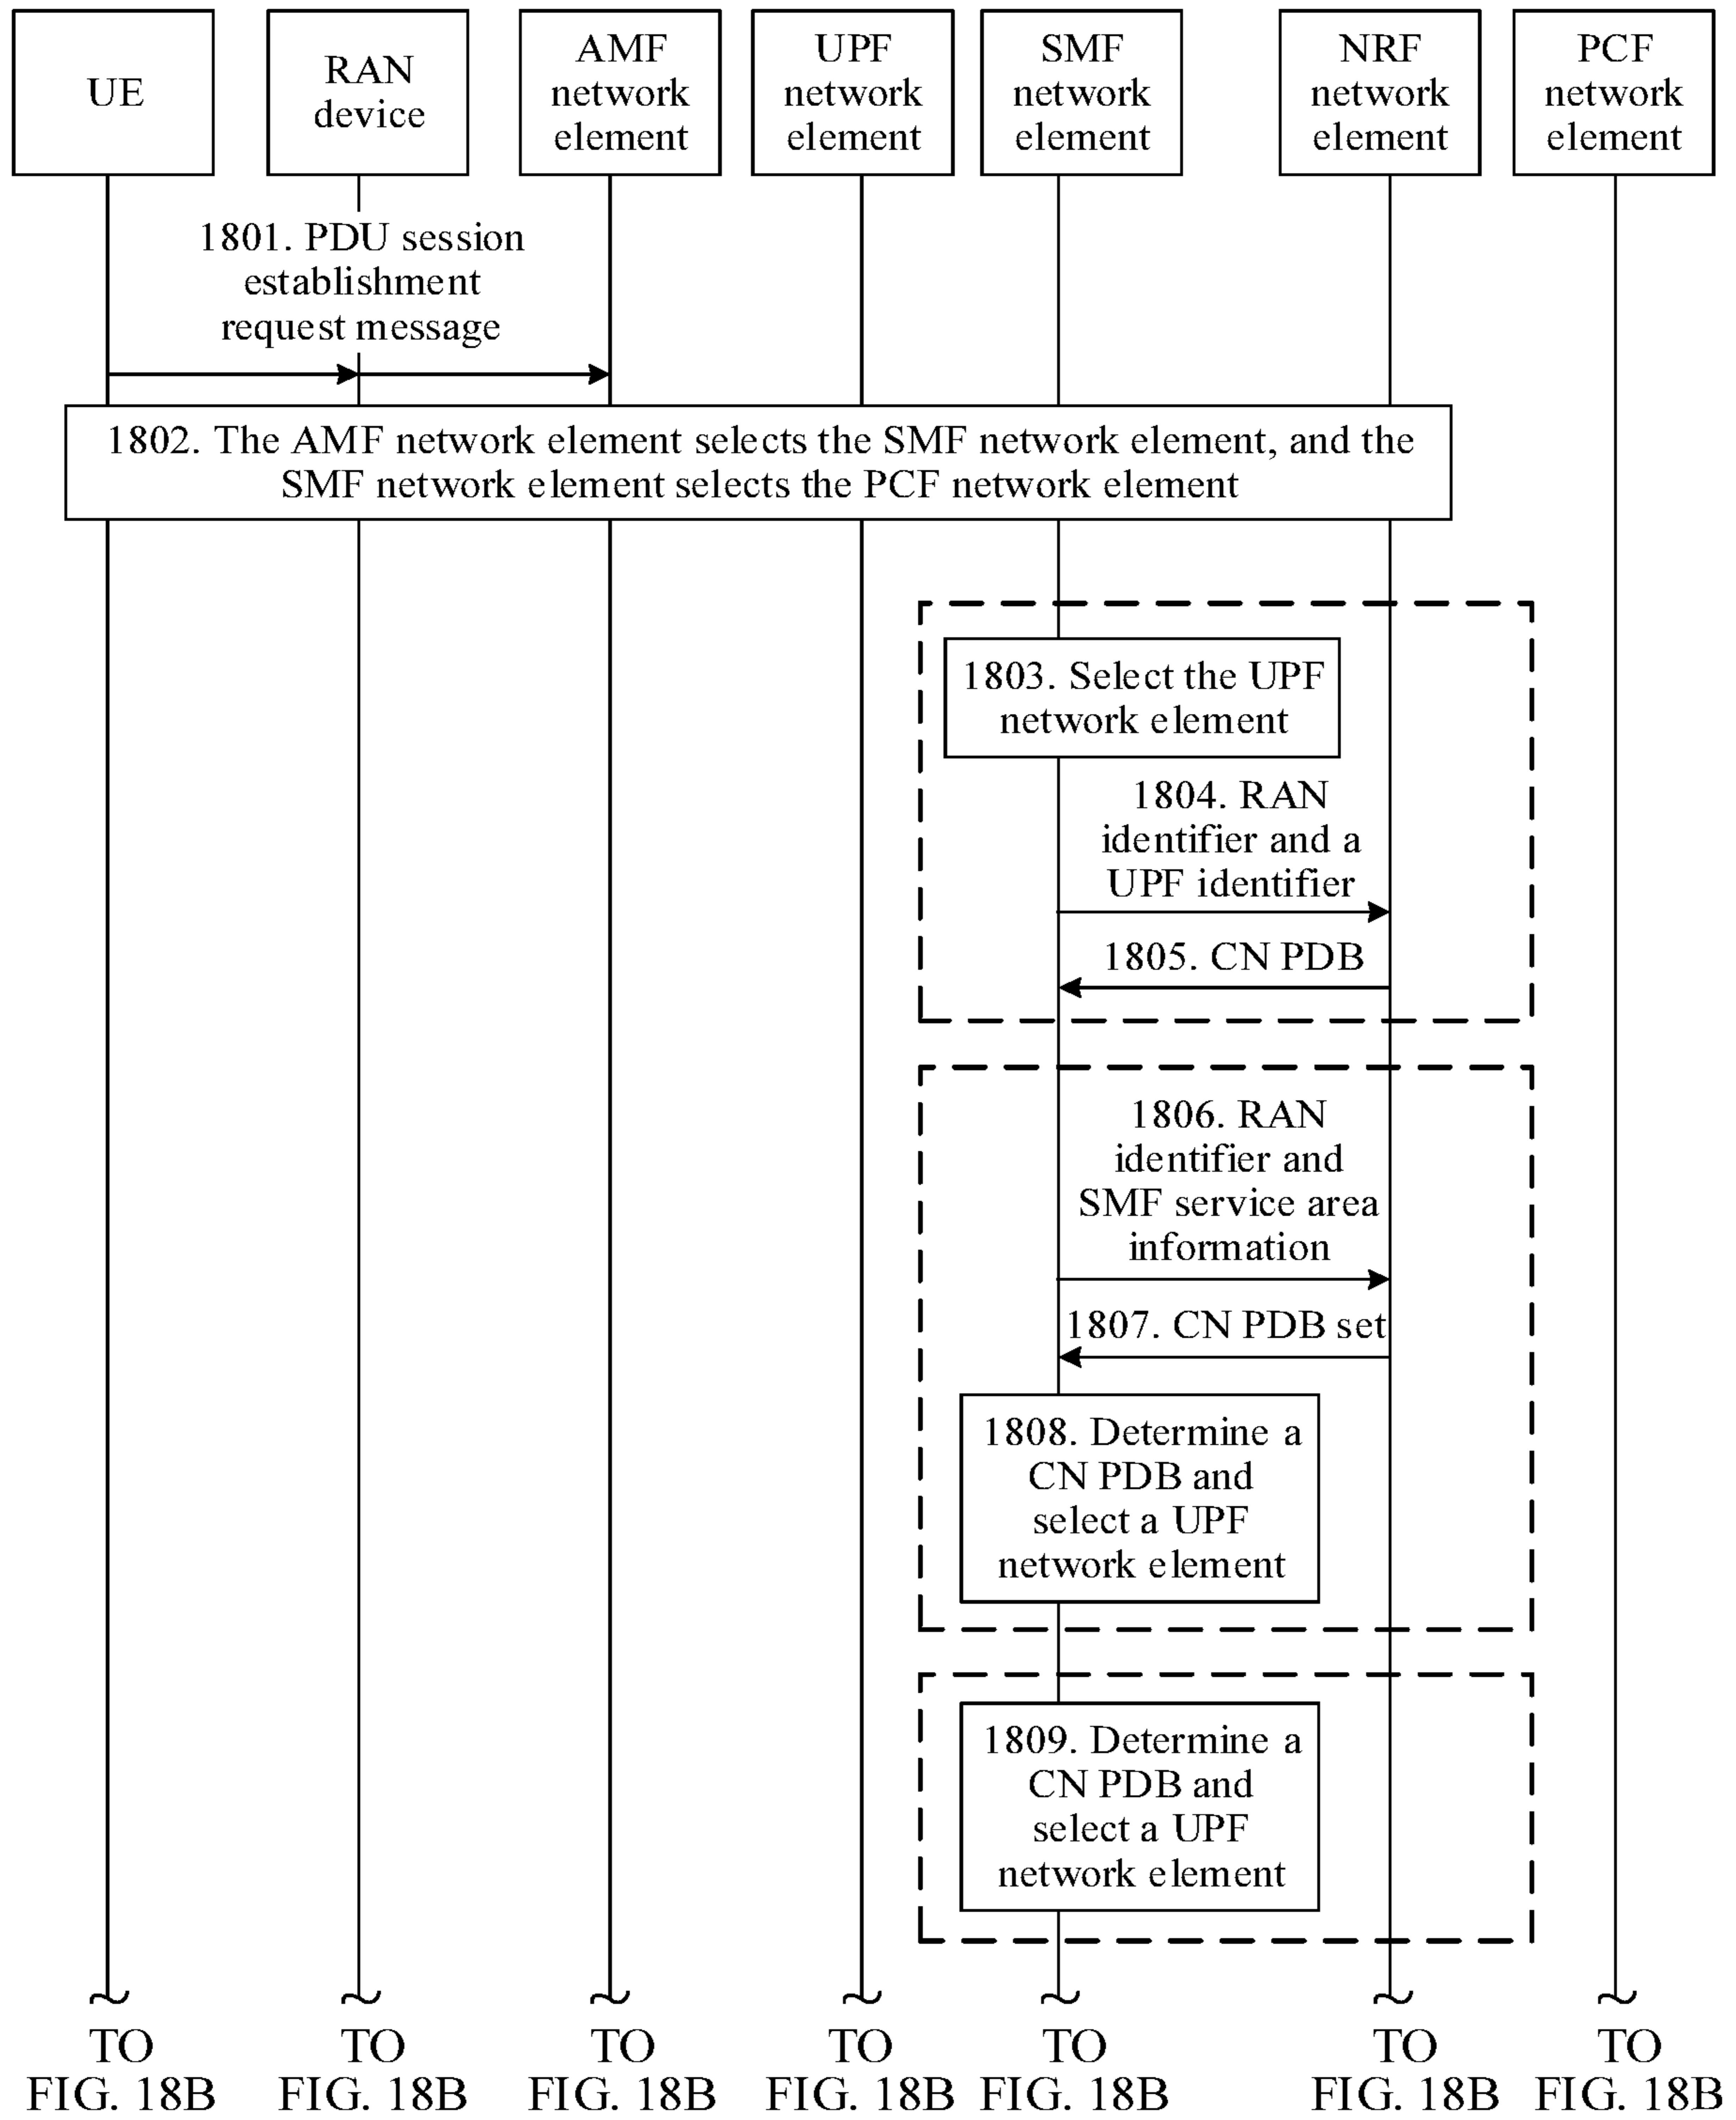 UE
RAN
device
AMF
network
element
UPF
network
element
SMF
network
element
NRF
network
element
PCF
network
element
1801. PDU session
establishment
request message
1802. The AMF network element selects the SMF network element, and the
SMF network element selects the PCF network element
1803. Select the UPF
network element
1804. RAN
identifier and a
UPF identifier
1805. CN PDB
1806. RAN
identifier and
SMF service area
information
1807. CN PDB set
1808. Determine a
CN PDB and
select a UPF
network element
1809. Determine a
CN PDB and
select a UPF
network element
TO
FIG. 18B
TO
FIG. 18B
TO
FIG. 18B
TO
FIG. 18B
TO
FIG. 18B
TO
FIG. 18B
TO
FIG. 18B